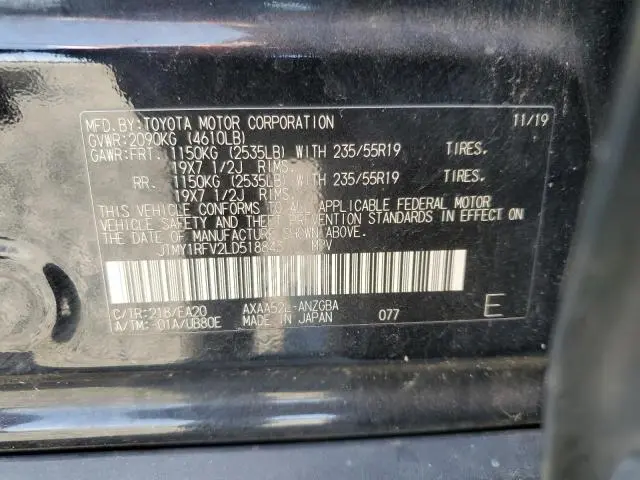 MFD. BY: TOYOTA MOTOR CORPORATION 11/19
GVWR: 2090KG (4610LB)
GAWR: FRT. 1150KG (2535LB) WITH 235/55R19 TIRES.
19X7 1/2J RIMS.
RR. 1150KG (2535LB) WITH 235/55R19 TIRES.
19X7 1/2J RIMS.
THIS VEHICLE CONFORMS TO ALL APPLICABLE FEDERAL MOTOR
VEHICLE SAFETY AND THEFT PREVENTION STANDARDS IN EFFECT ON
THE DATE OF MANUFACTURE SHOWN ABOVE.
MPV
C/TR: 218/EA20 AXAA52L-ANZGBA
A/TM: -01A/UB80E MADE IN JAPAN 077 E